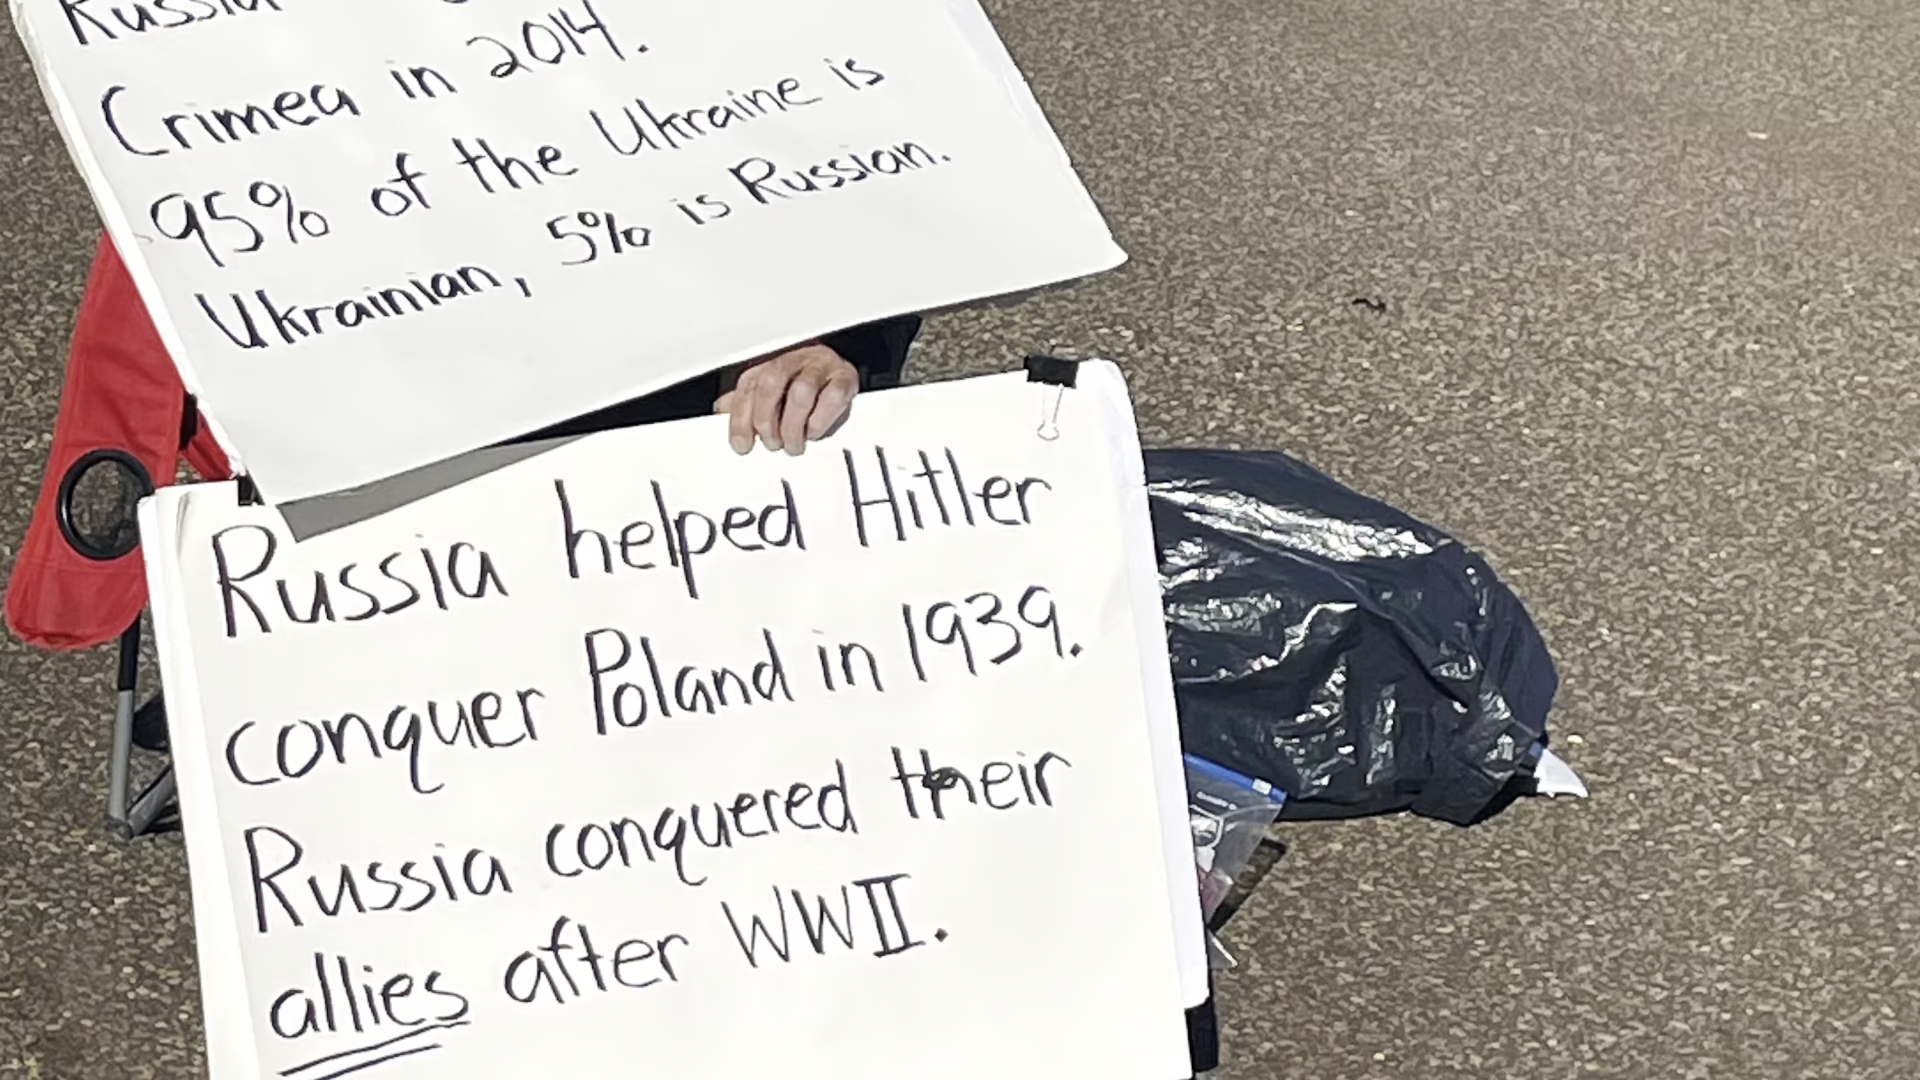 Russia
Crimea in 2014.
95% of the Ukraine is
Ukrainian, 5% is Russian.
Russia helped Hitler
conquer Poland in 1939.
Russia conquered their
allies after WWII.